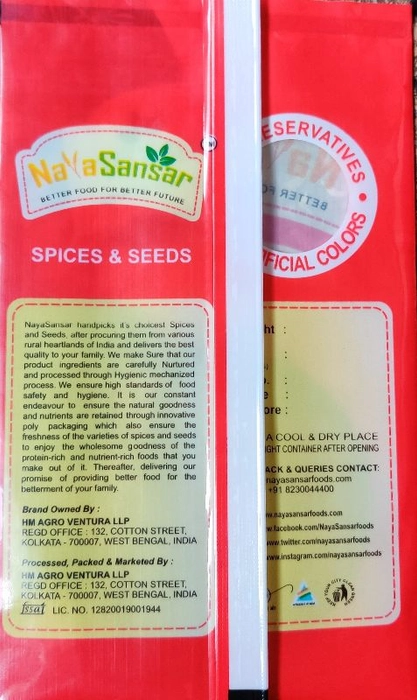 NaYaSansar
BETTER FOOD FOR BETTER FUTURE
SPICES & SEEDS
NayaSansar handpicks it's choicest Spices
and Seeds, after procuring them from various
rural heartlands of India and delivers the best
quality to your family. We make Sure that our
product ingredients are carefully Nurtured
and processed through Hygienic mechanized
process. We ensure high standards of food
safety and hygiene. It is our constant
endeavour to ensure the natural goodness
and nutrients are retained through innovative
poly packaging which also ensure the
freshness of the varieties of spices and seeds
to enjoy the wholesome goodness of the
protein-rich and nutrient-rich foods that you
make out of it. Thereafter, delivering our
promise of providing better food for the
betterment of your family.
Brand Owned By :
HM AGRO VENTURA LLP
REGD OFFICE : 132, COTTON STREET,
KOLKATA - 700007, WEST BENGAL, INDIA
Processed, Packed & Marketed By :
HM AGRO VENTURA LLP
REGD OFFICE : 132, COTTON STREET,
KOLKATA - 700007, WEST BENGAL, INDIA
fssai LIC. NO. 12820019001944
ESERVATIVES
IFICIAL COLORS
ht :
:
:
. :
e :
ore :
A COOL & DRY PLACE
IGHT CONTAINER AFTER OPENING
ACK & QUERIES CONTACT:
nayasansarfoods.com
+91 8230044400
w.nayasansarfoods.com
w.facebook.com/NayaSansarfoods
www.twitter.com/nayasansarfoods
www.instagram.com/nayasansarfoods
KEEP YOUR CITY CLEAN